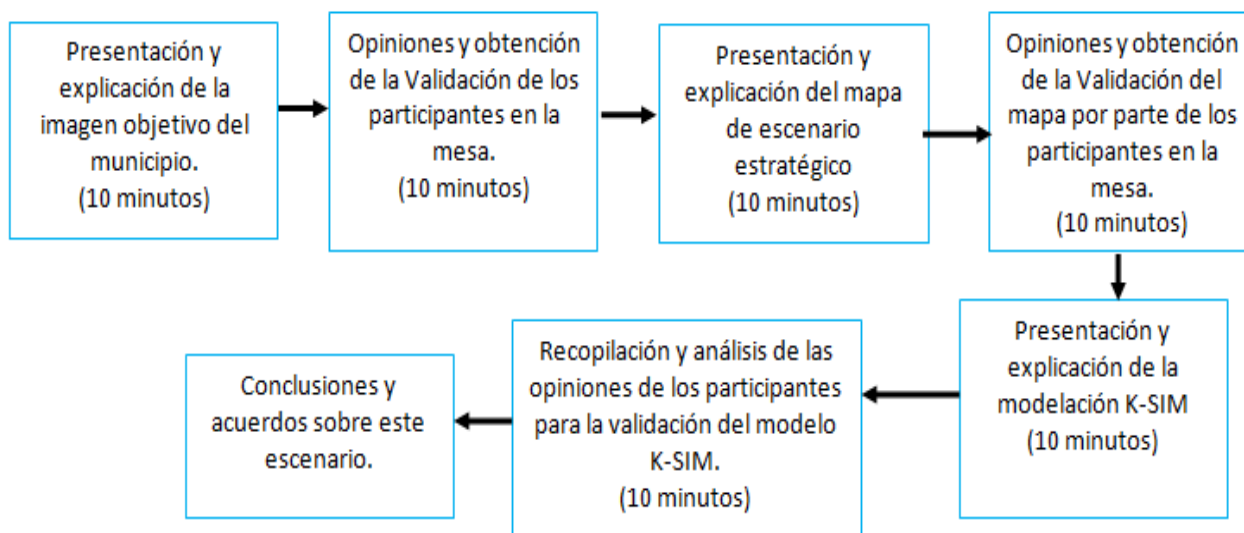 Presentación y
explicación de la
imagen objetivo del
municipio.
(10 minutos)
Opiniones y obtención
de la Validación de los
participantes en la
mesa.
(10 minutos)
Presentación y
explicación del mapa
de escenario
estratégico
(10 minutos)
Opiniones y obtención
de la Validación del
mapa por parte de los
participantes en la
mesa.
(10 minutos)
Presentación y
explicación de la
modelación K-SIM
(10 minutos)
Recopilación y análisis de las
opiniones de los participantes
para la validación del modelo
K-SIM.
(10 minutos)
Conclusiones y
acuerdos sobre este
escenario.